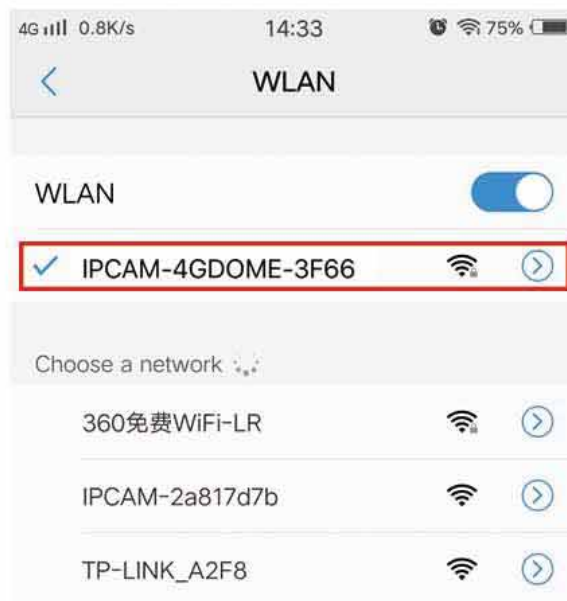 4G 0.8K/s 14:33 75%
WLAN
WLAN
IPCAM-4GDOME-3F66
Choose a network
360免费WiFi-LR
IPCAM-2a817d7b
TP-LINK_A2F8